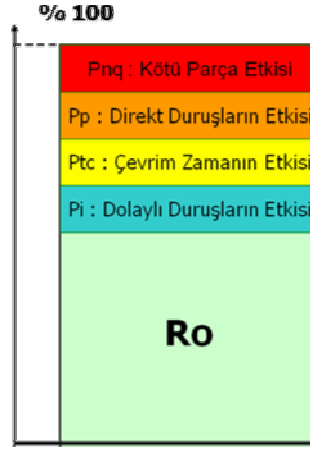 % 100
Pnq : Kötü Parça Etkisi
Pp : Direkt Duruşların Etkisi
Ptc : Çevrim Zamanın Etkisi
Pi : Dolaylı Duruşların Etkisi
Ro